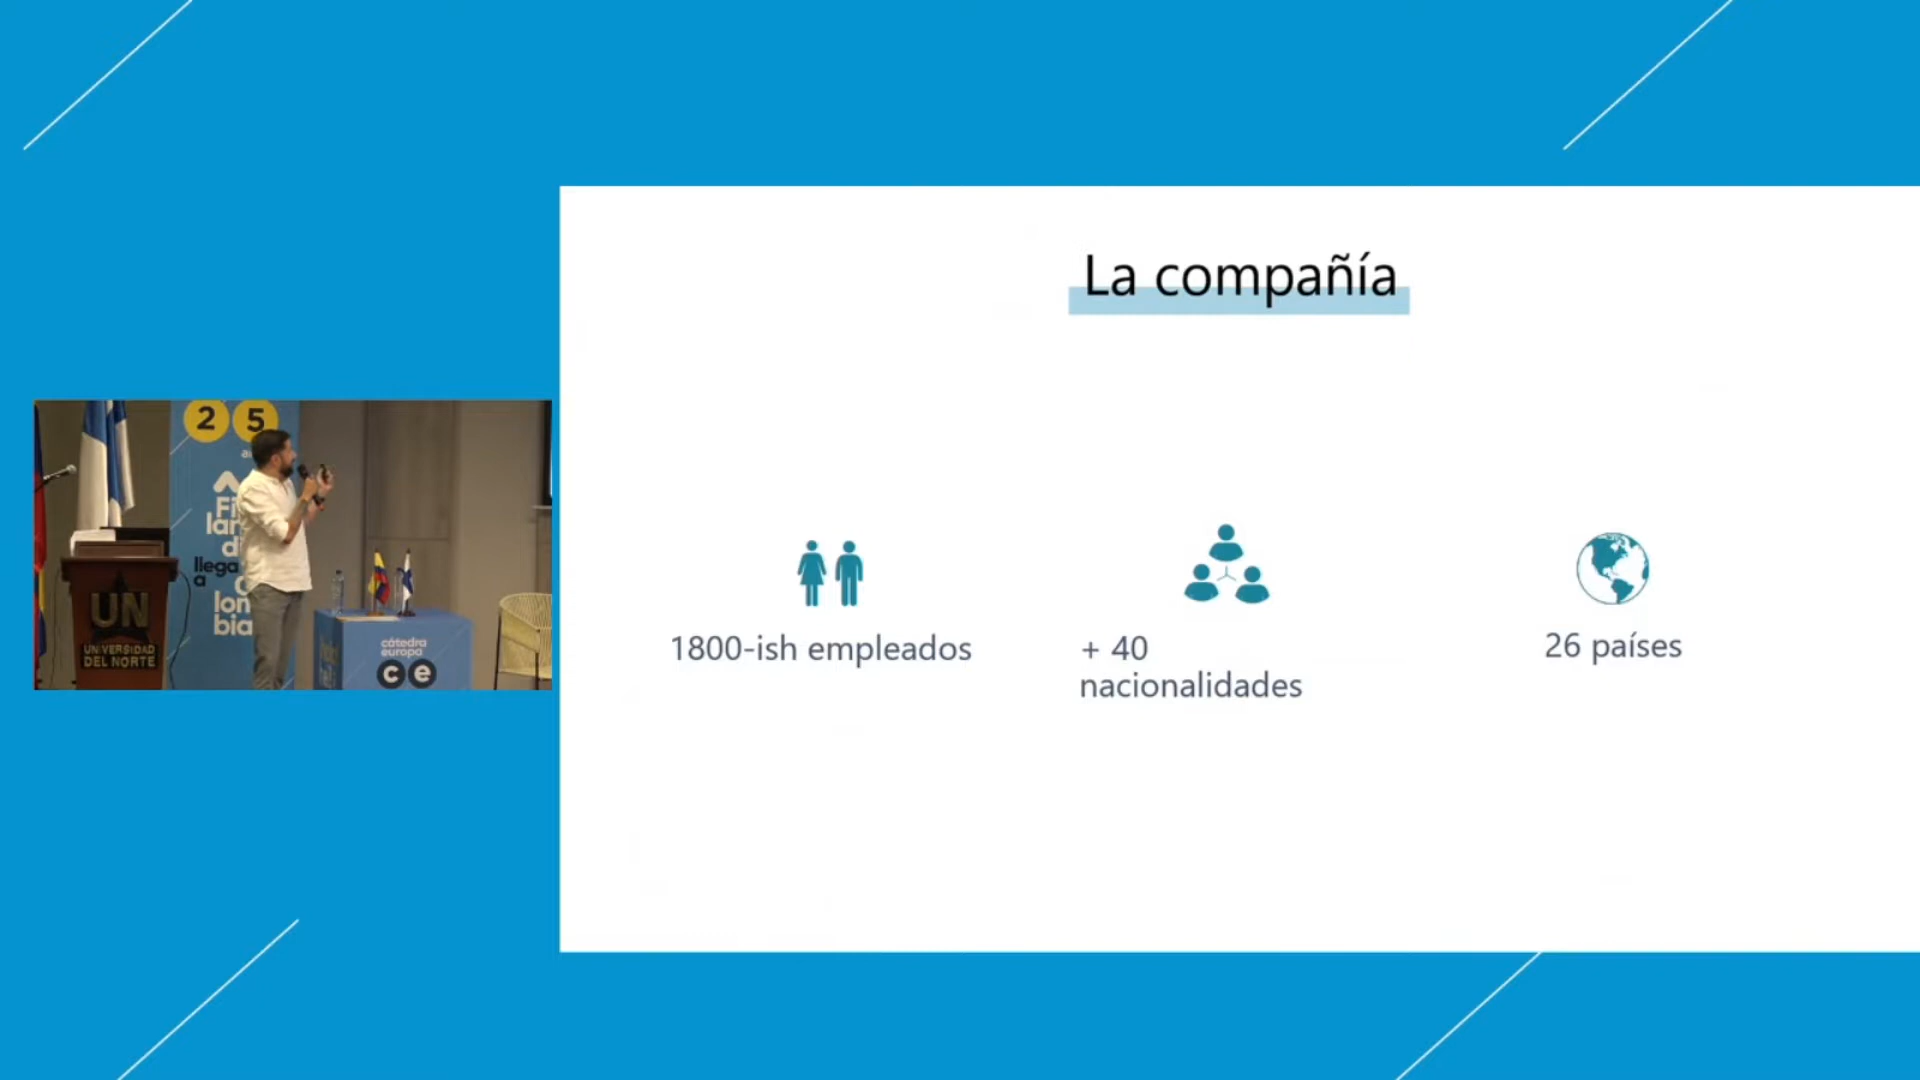 La compañía
1800-ish empleados
+ 40
nacionalidades
26 países
2 5
Fi
lan
di
llega
a
lom
bia
UN
UNIVERSIDAD
DEL NORTE
cátedra
europa
ce